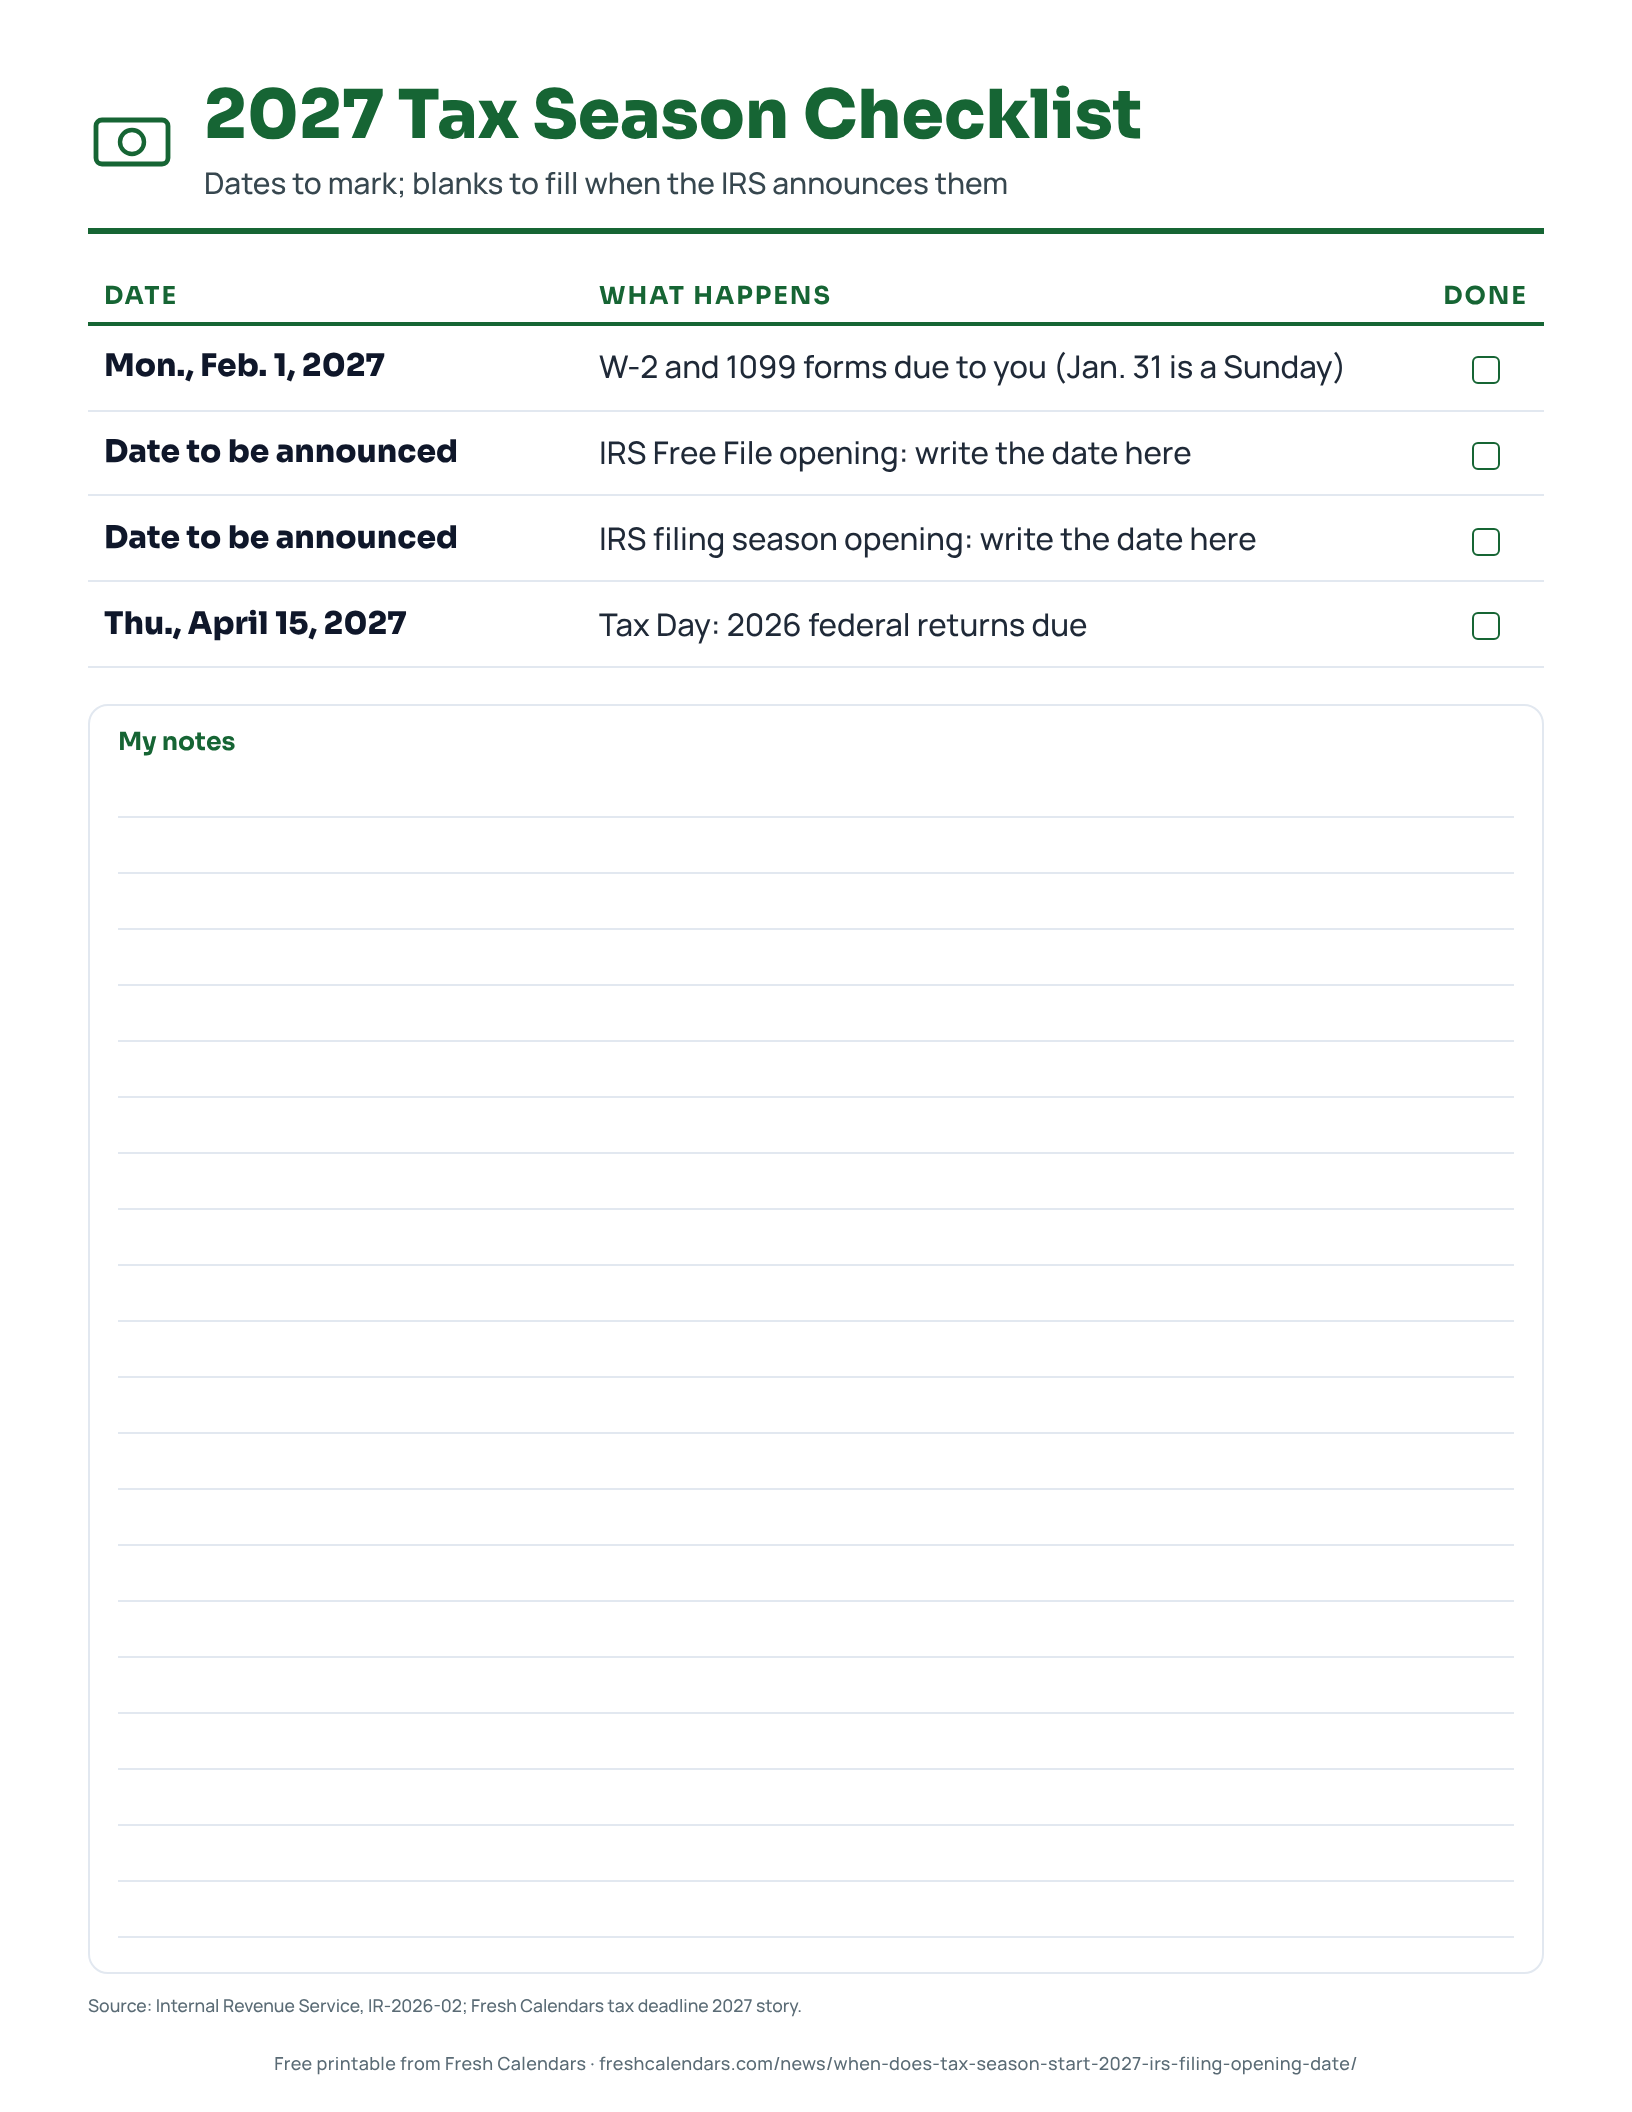 2027 Tax Season Checklist
Dates to mark; blanks to fill when the IRS announces them
DATE WHAT HAPPENS DONE
Mon., Feb. 1, 2027 W-2 and 1099 forms due to you (Jan. 31 is a Sunday)
Date to be announced IRS Free File opening: write the date here
Date to be announced IRS filing season opening: write the date here
Thu., April 15, 2027 Tax Day: 2026 federal returns due
My notes
Source: Internal Revenue Service, IR-2026-02; Fresh Calendars tax deadline 2027 story.
Free printable from Fresh Calendars · freshcalendars.com/news/when-does-tax-season-start-2027-irs-filing-opening-date/